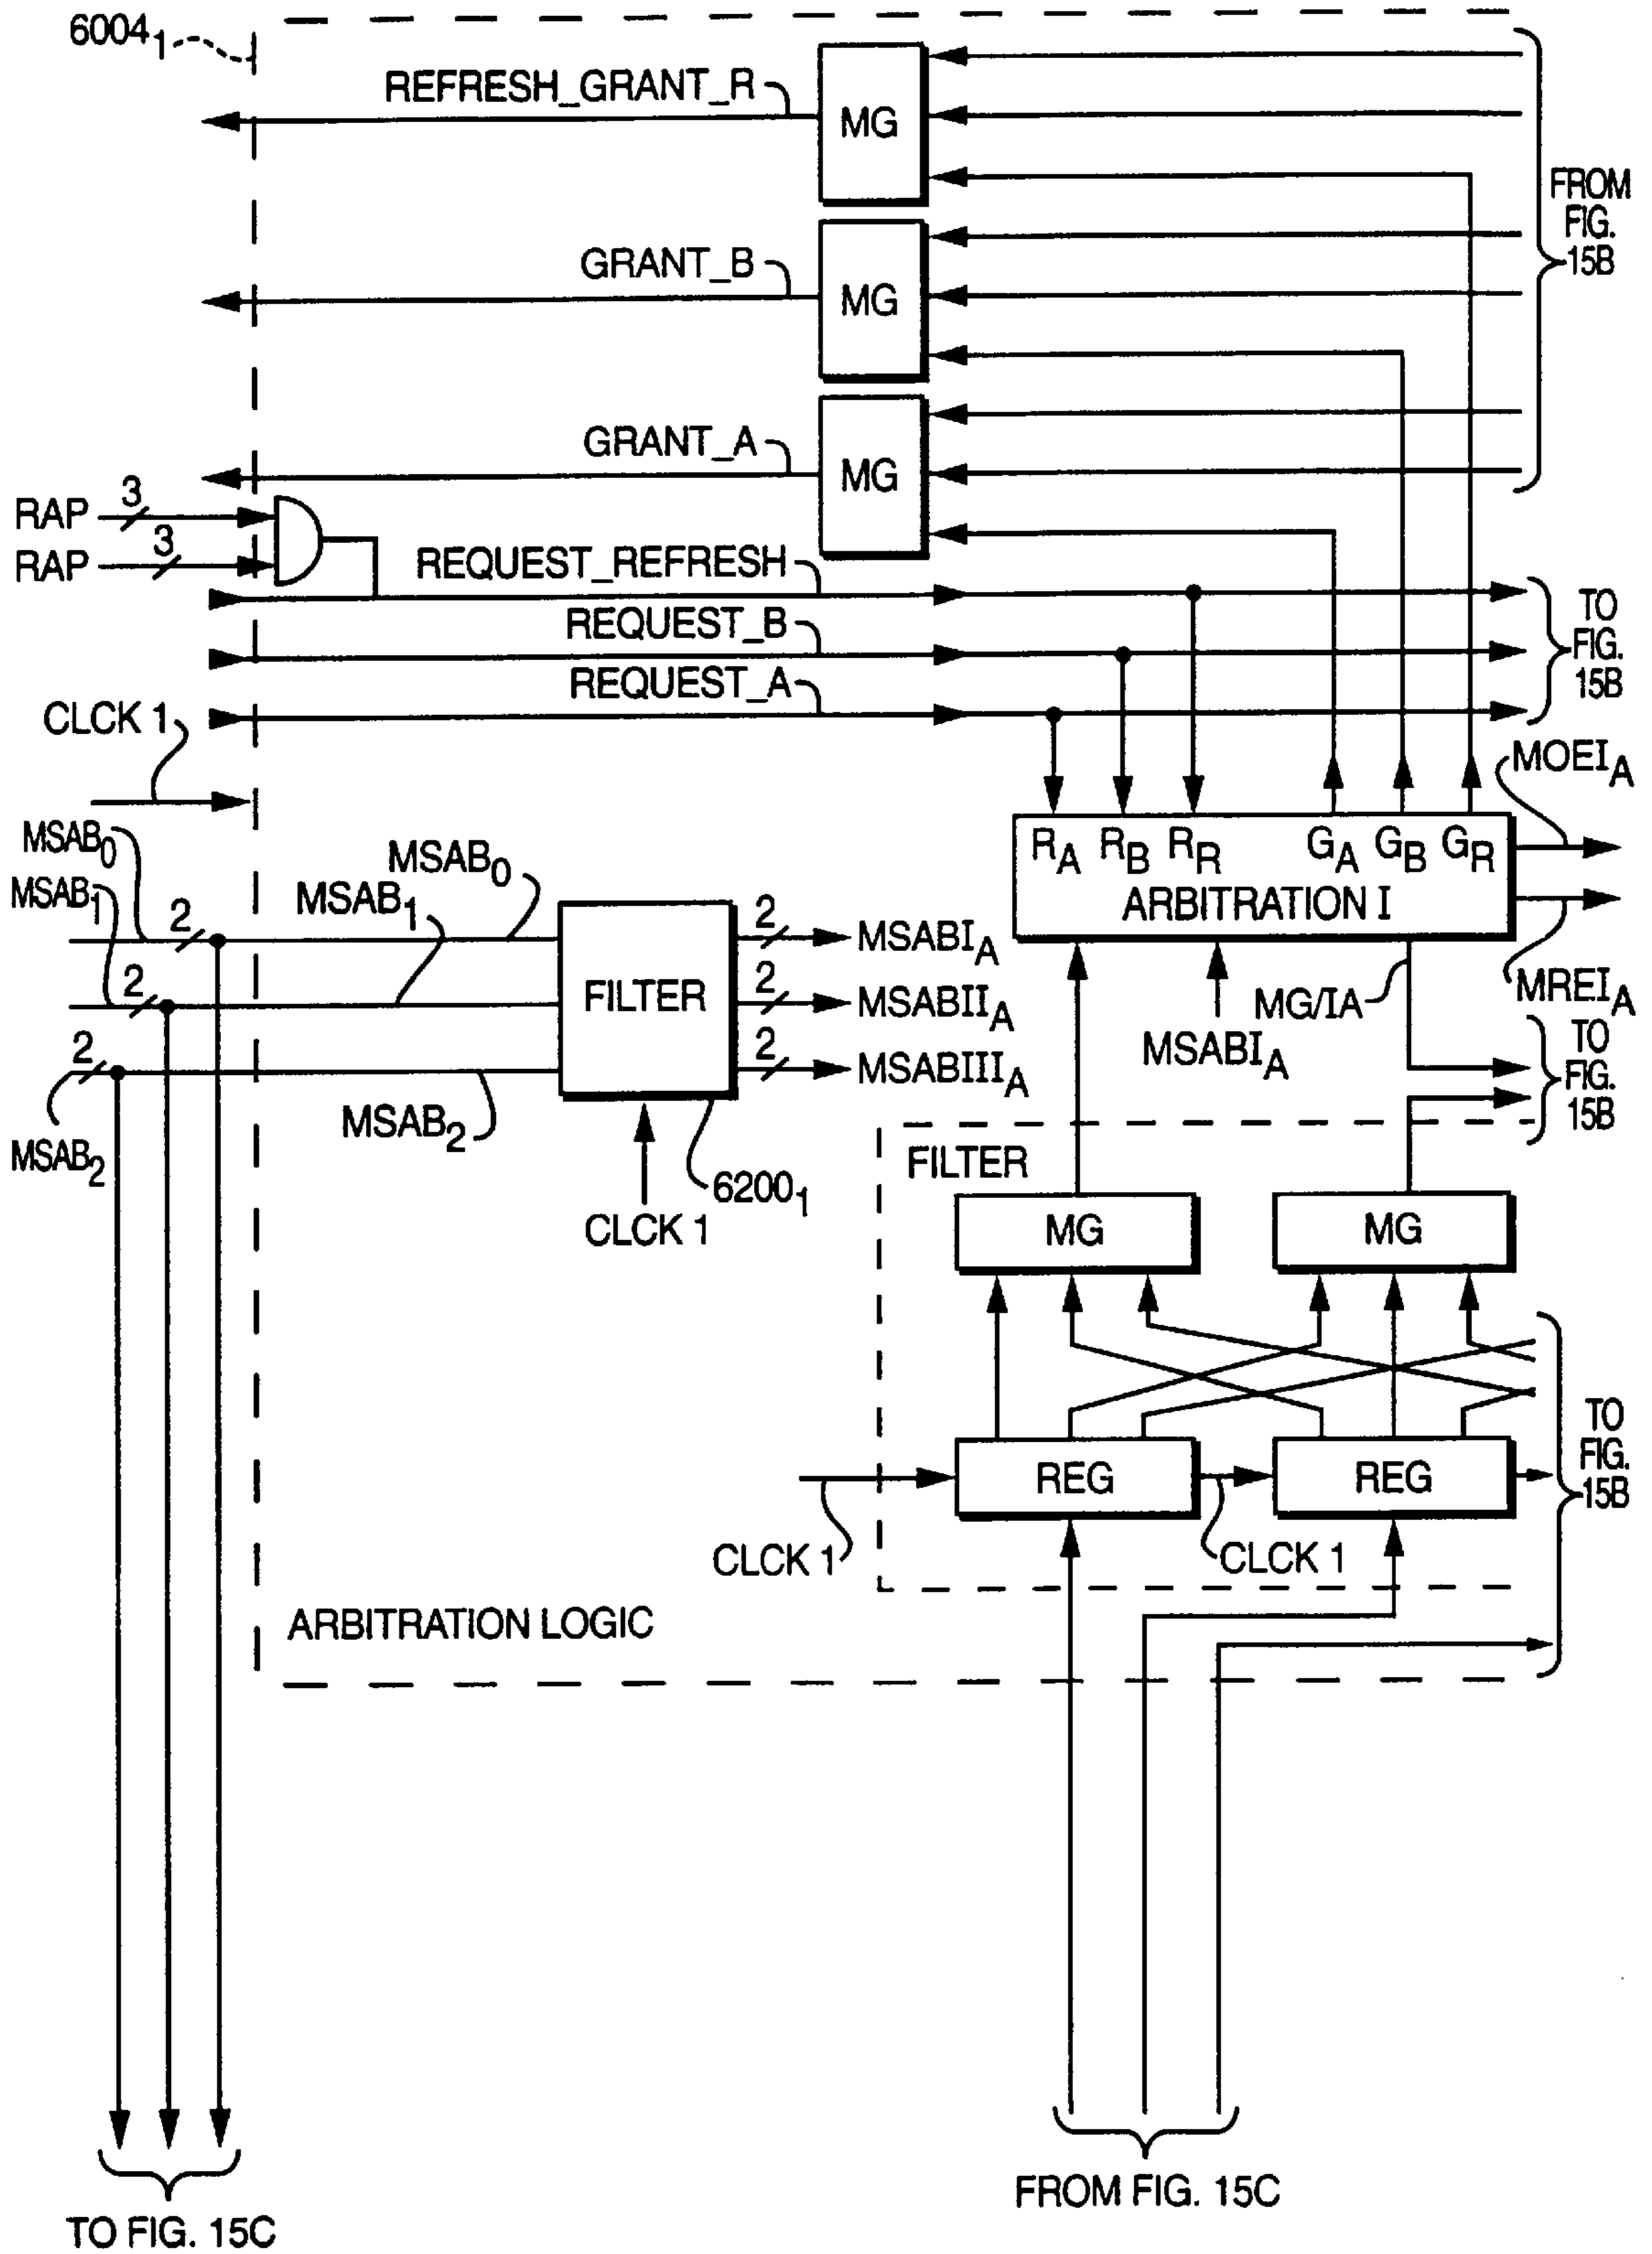 6004₁
REFRESH_GRANT_R
MG
FROM
FIG.
15B
GRANT_B
MG
GRANT_A
MG
RAP
3
RAP
3
REQUEST_REFRESH
REQUEST_B
REQUEST_A
TO
FIG.
15B
CLCK 1
MOEI_A
MSAB₀
MSAB₁
2
2
2
MSAB₂
MSAB₀
MSAB₁
MSAB₂
FILTER
2
MSABI_A
2
MSABII_A
2
MSABIII_A
6200₁
CLCK 1
R_A R_B R_R G_A G_B G_R
ARBITRATION I
MREI_A
MG/IA
MSABI_A
TO
FIG.
15B
FILTER
MG
MG
REG
REG
CLCK 1
CLCK 1
TO
FIG.
15B
ARBITRATION LOGIC
FROM FIG. 15C
TO FIG. 15C